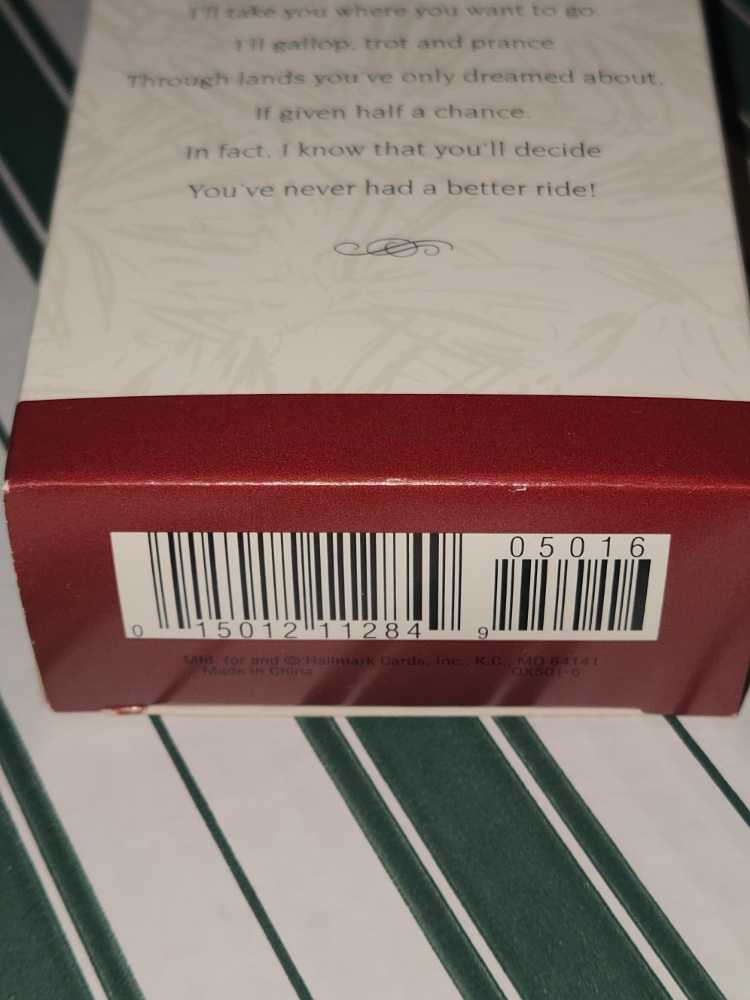 I'll take you where you want to go.
I'll gallop, trot and prance
Through lands you've only dreamed about,
If given half a chance.
In fact, I know that you'll decide
You've never had a better ride!
05016
0 15012 11284 9
Mfd. for and © Hallmark Cards, Inc., K.C., MO 64141
Made in China QX501-6